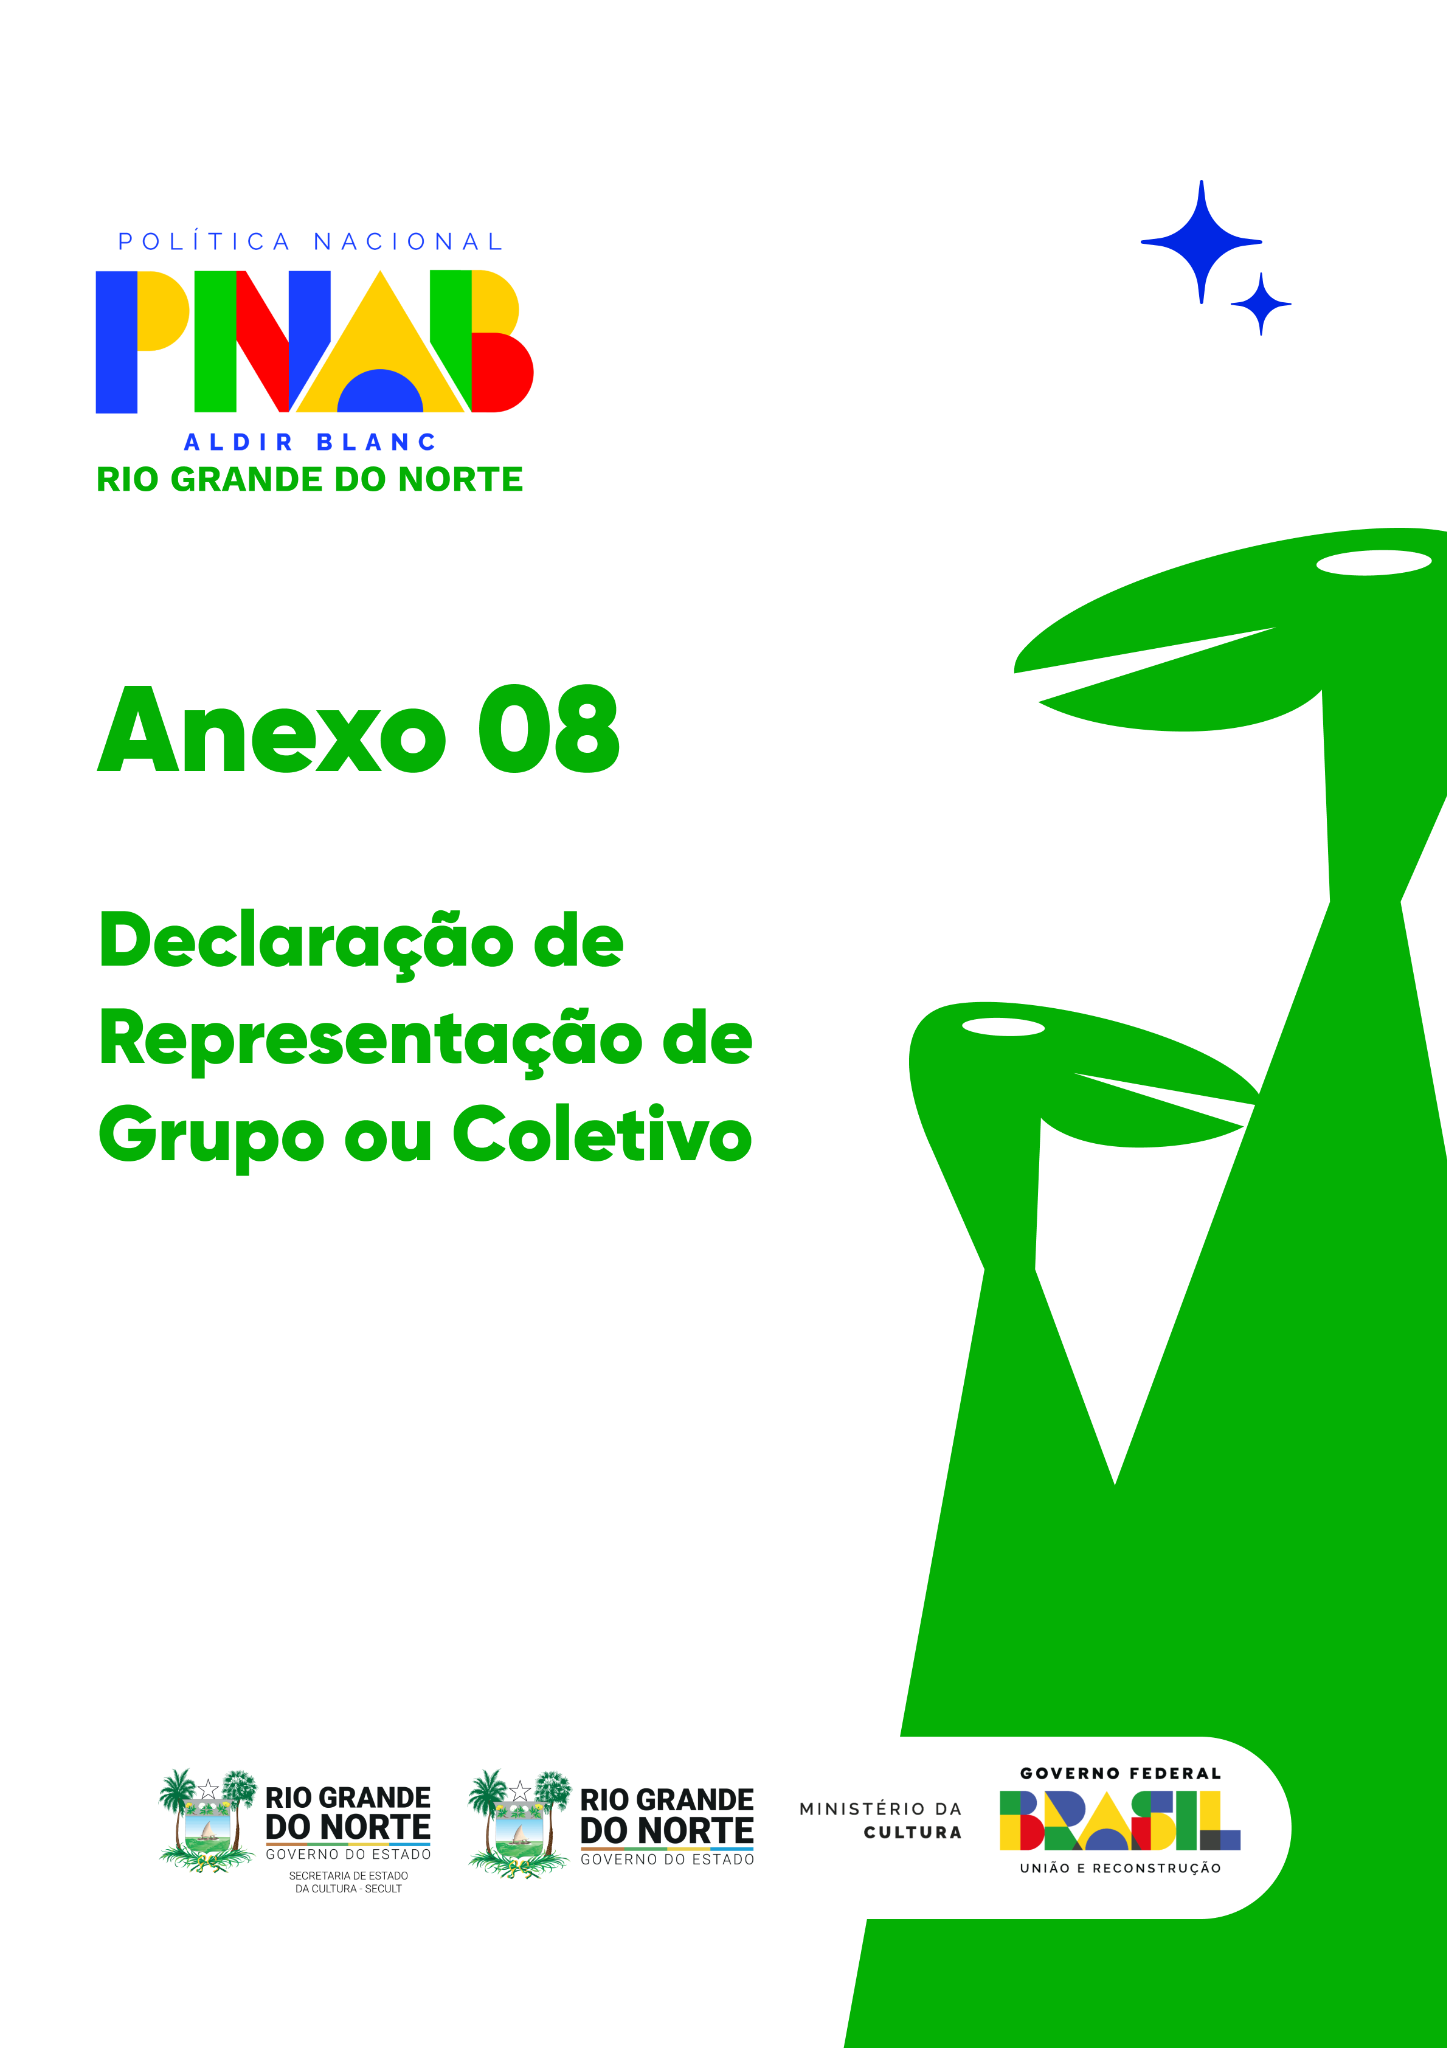 POLÍTICA NACIONAL
PNAB
ALDIR BLANC
RIO GRANDE DO NORTE
Anexo 08
Declaração de
Representação de
Grupo ou Coletivo
RIO GRANDE
DO NORTE
GOVERNO DO ESTADO
SECRETARIA DE ESTADO
DA CULTURA - SECULT
RIO GRANDE
DO NORTE
GOVERNO DO ESTADO
MINISTÉRIO DA
CULTURA
GOVERNO FEDERAL
BRASIL
UNIÃO E RECONSTRUÇÃO